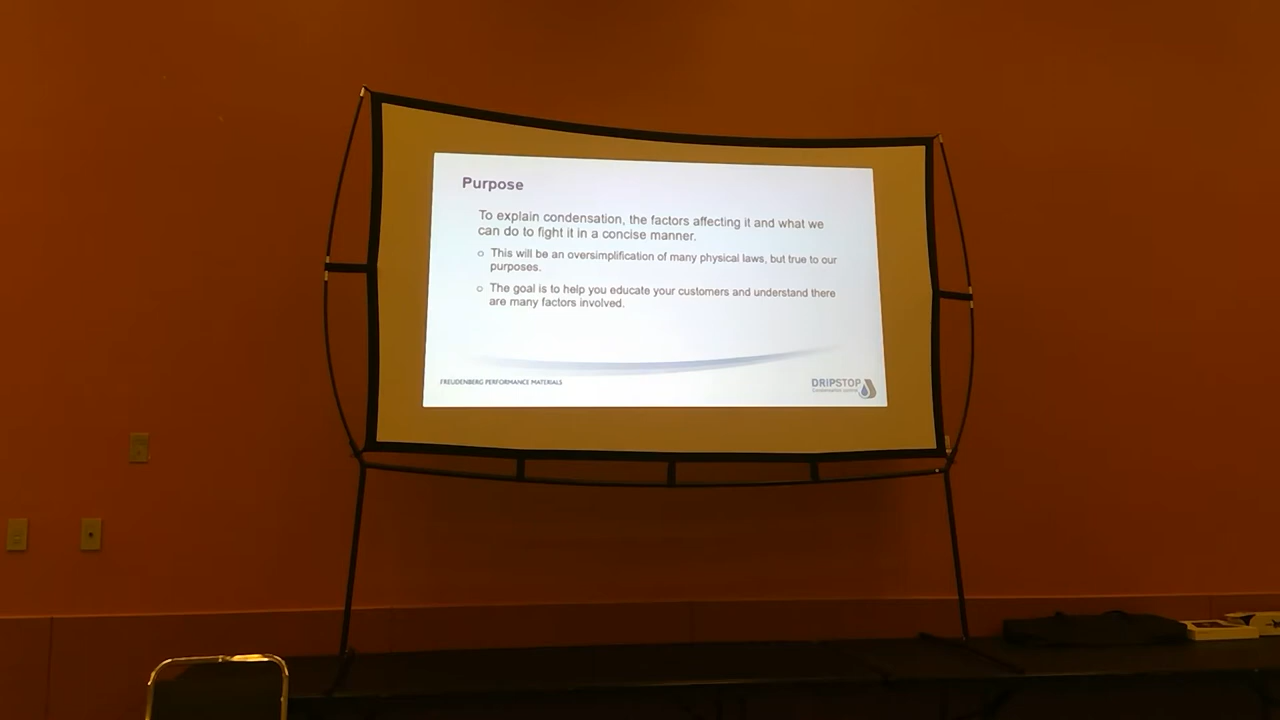 Purpose
To explain condensation, the factors affecting it and what we
can do to fight it in a concise manner.
This will be an oversimplification of many physical laws, but true to our
purposes.
The goal is to help you educate your customers and understand there
are many factors involved.
FREUDENBERG PERFORMANCE MATERIALS
DRIPSTOP